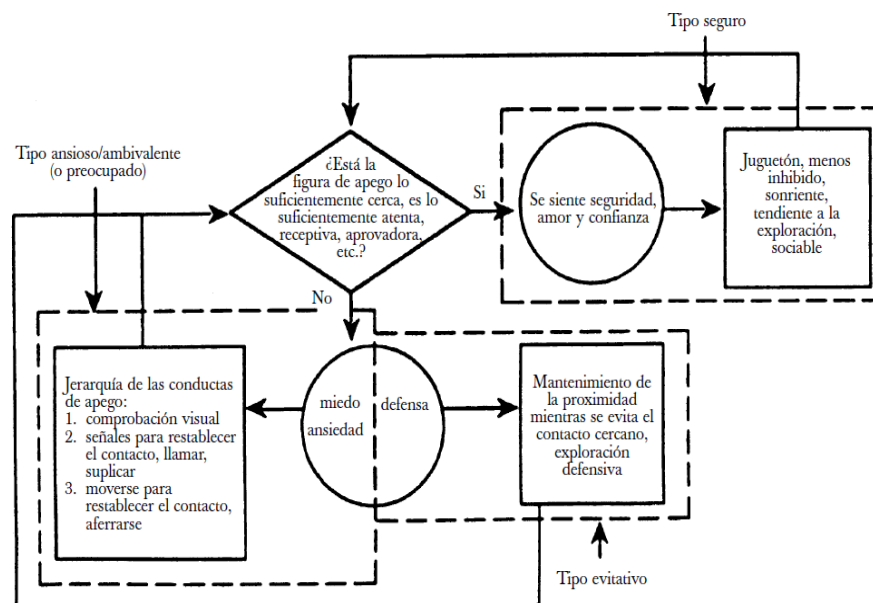 Tipo seguro
Tipo ansioso/ambivalente
(o preocupado)
¿Está la
figura de apego lo
suficientemente cerca, es lo
suficientemente atenta,
receptiva, aprovadora,
etc.?
Si
Se siente seguridad,
amor y confianza
Juguetón, menos
inhibido,
sonriente,
tendiente a la
exploración,
sociable
No
Jerarquía de las conductas
de apego:
1. comprobación visual
2. señales para restablecer
el contacto, llamar,
suplicar
3. moverse para
restablecer el contacto,
aferrarse
miedo
ansiedad
defensa
Mantenimiento de
la proximidad
mientras se evita el
contacto cercano,
exploración
defensiva
Tipo evitativo